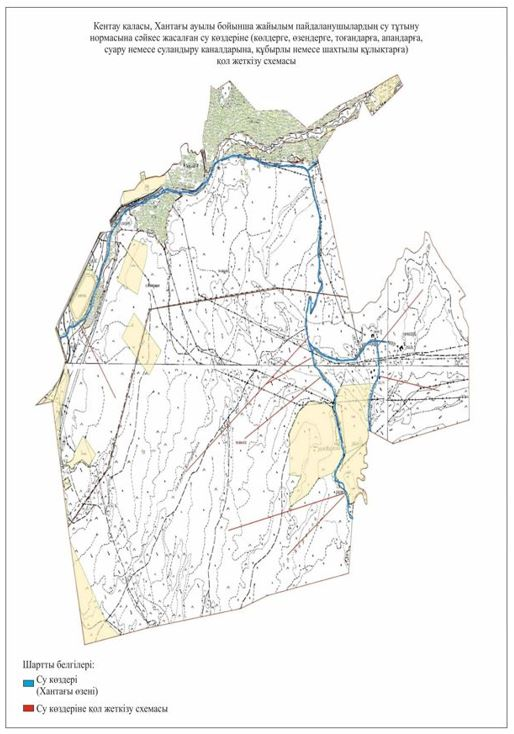 Кентау қаласы, Хантағы ауылы бойынша жайылым пайдаланушылардың су тұтыну
нормасына сәйкес жасалған су көздеріне (көлдерге, өзендерге, тоғандарға, апандарға,
суару немесе суландыру каналдарына, құбырлы немесе шахтылы құлықтарға)
қол жеткізу схемасы
Шартты белгілері:
Су көздері
(Хантағы өзені)
Су көздеріне қол жеткізу схемасы